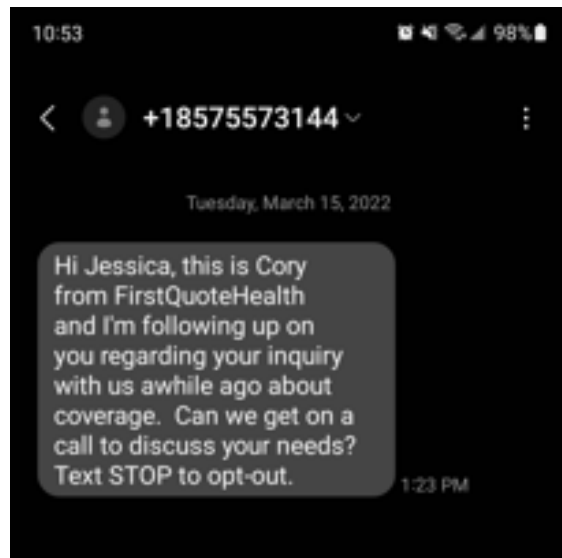 10:53 98%
+18575573144
Tuesday, March 15, 2022
Hi Jessica, this is Cory
from FirstQuoteHealth
and I'm following up on
you regarding your inquiry
with us awhile ago about
coverage.  Can we get on a
call to discuss your needs?
Text STOP to opt-out.
1:23 PM